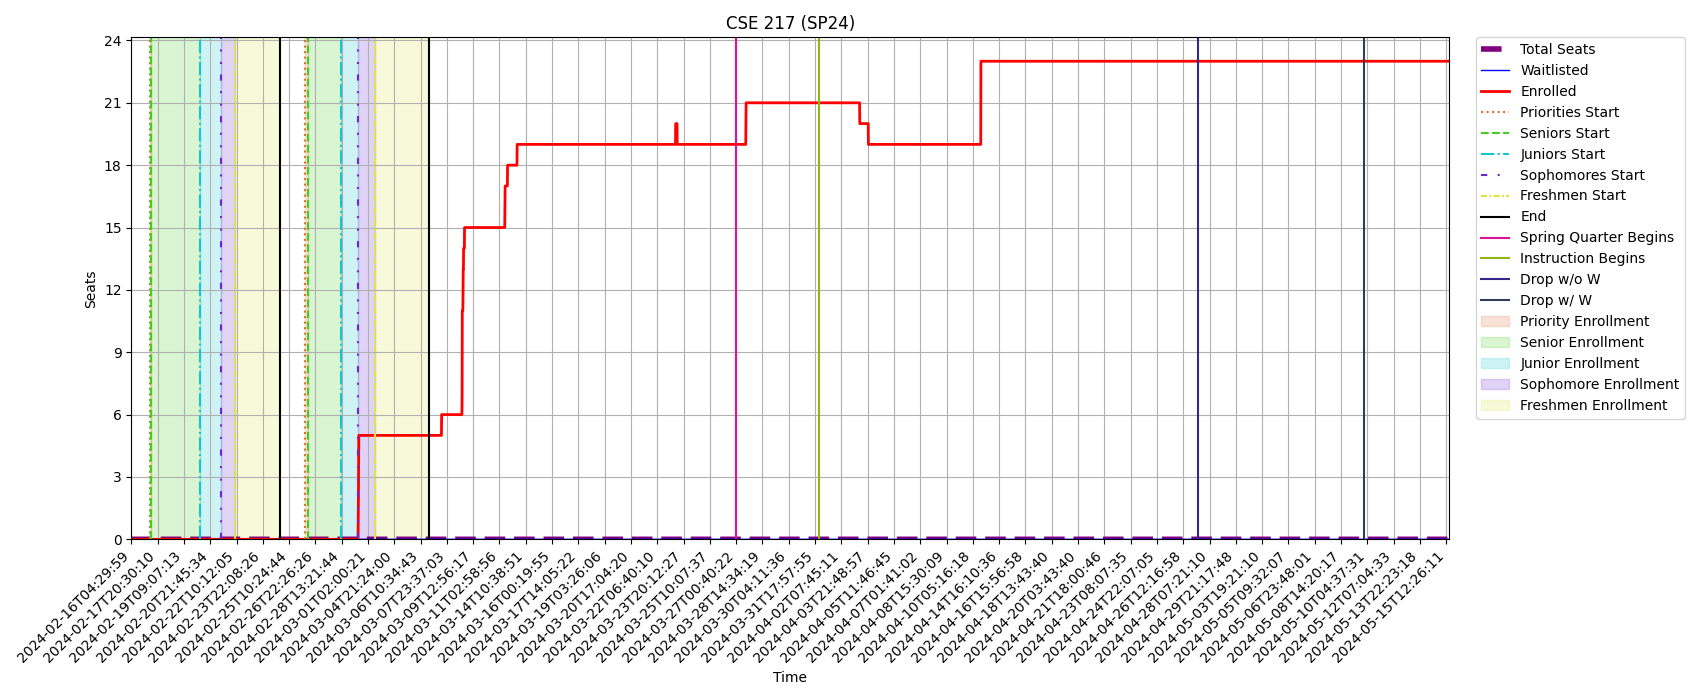 CSE 217 (SP24)
24
21
18
15
12
9
6
3
0
Seats
2024-02-16T04:29:59
2024-02-17T20:30:10
2024-02-19T09:07:13
2024-02-20T21:45:34
2024-02-22T10:12:05
2024-02-23T22:08:26
2024-02-25T10:24:44
2024-02-26T22:26:26
2024-02-28T13:21:44
2024-03-01T02:00:21
2024-03-04T21:24:00
2024-03-06T10:34:43
2024-03-07T23:37:03
2024-03-09T12:56:17
2024-03-11T02:58:56
2024-03-14T10:38:51
2024-03-16T00:19:55
2024-03-17T14:05:22
2024-03-19T03:26:06
2024-03-20T17:04:20
2024-03-22T06:40:10
2024-03-23T20:12:27
2024-03-25T10:07:37
2024-03-27T00:40:22
2024-03-28T14:34:19
2024-03-30T04:11:36
2024-03-31T17:57:55
2024-04-02T07:45:11
2024-04-03T21:48:57
2024-04-05T11:46:45
2024-04-07T01:41:02
2024-04-08T15:30:09
2024-04-10T05:16:18
2024-04-14T16:10:36
2024-04-16T15:56:58
2024-04-18T13:43:40
2024-04-20T03:43:40
2024-04-21T18:00:46
2024-04-23T08:07:35
2024-04-24T22:07:05
2024-04-26T12:16:58
2024-04-28T07:21:10
2024-04-29T21:17:48
2024-05-03T19:21:10
2024-05-05T09:32:07
2024-05-06T23:48:01
2024-05-08T14:20:17
2024-05-10T04:37:31
2024-05-12T07:04:33
2024-05-13T22:23:18
2024-05-15T12:26:11
Time
Total Seats
Waitlisted
Enrolled
Priorities Start
Seniors Start
Juniors Start
Sophomores Start
Freshmen Start
End
Spring Quarter Begins
Instruction Begins
Drop w/o W
Drop w/ W
Priority Enrollment
Senior Enrollment
Junior Enrollment
Sophomore Enrollment
Freshmen Enrollment